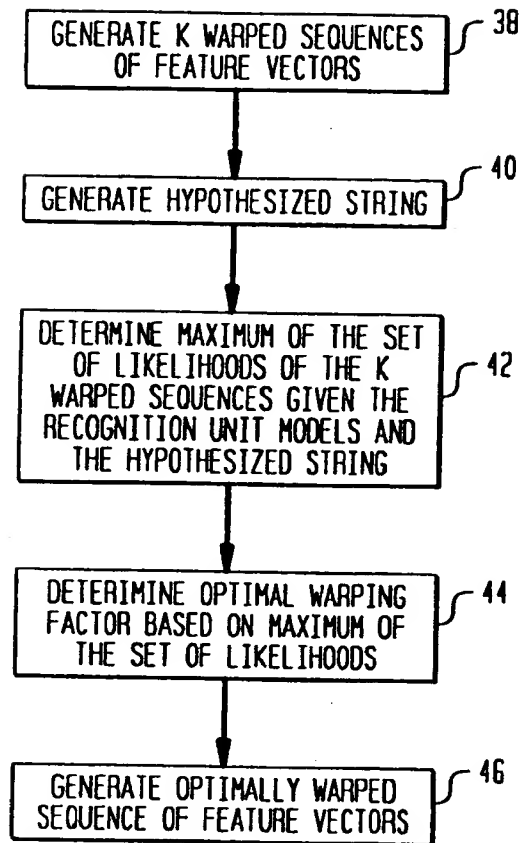 GENERATE K WARPED SEQUENCES
OF FEATURE VECTORS
38
GENERATE HYPOTHESIZED STRING
40
DETERMINE MAXIMUM OF THE SET
OF LIKELIHOODS OF THE K
WARPED SEQUENCES GIVEN THE
RECOGNITION UNIT MODELS AND
THE HYPOTHESIZED STRING
42
DETERIMINE OPTIMAL WARPING
FACTOR BASED ON MAXIMUM OF
THE SET OF LIKELIHOODS
44
GENERATE OPTIMALLY WARPED
SEQUENCE OF FEATURE VECTORS
46